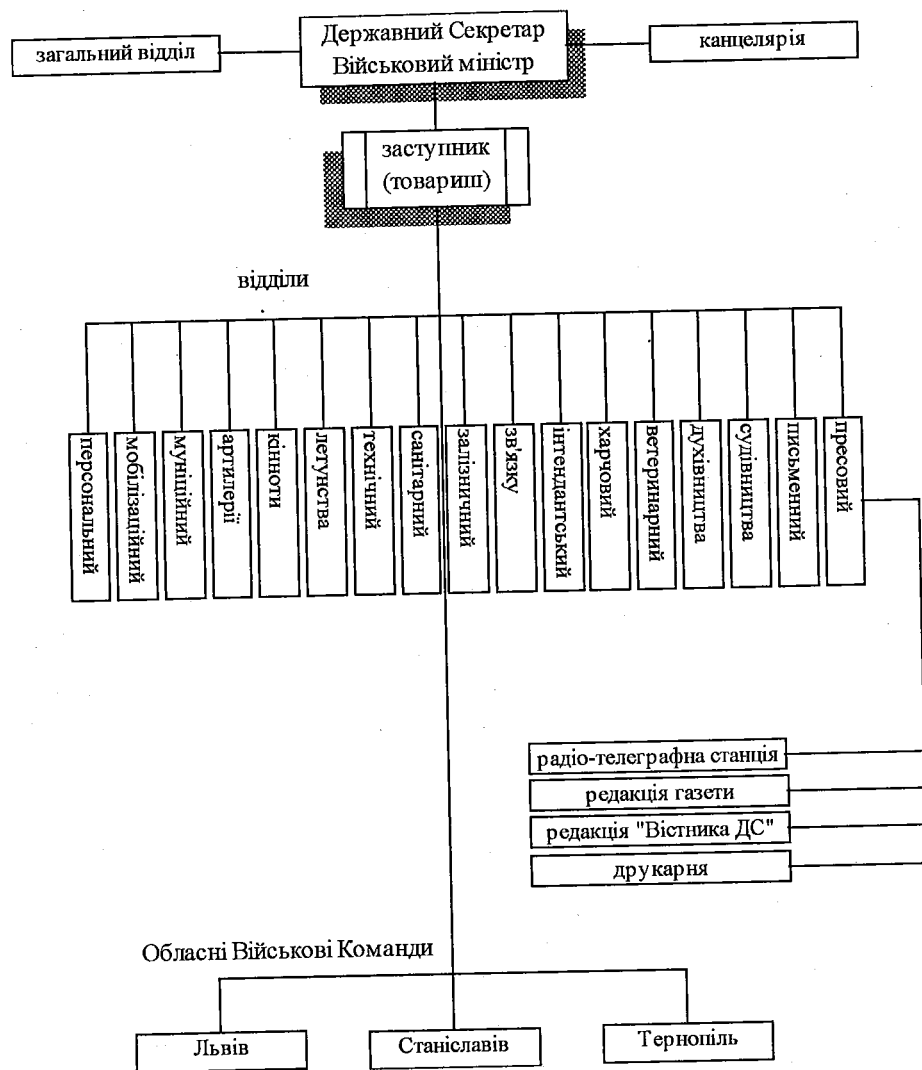 Державний Секретар
Військовий міністр
загальний відділ
канцелярія
заступник
(товариш)
відділи
персональний
мобілізаційний
муніційний
артилерії
кінноти
летунства
технічний
санітарний
залізничний
зв'язку
інтендантський
харчовий
ветеринарний
духівництва
судівництва
письменний
пресовий
радіо-телеграфна станція
редакція газети
редакція "Вістника ДС"
друкарня
Обласні Військові Команди
Львів
Станіславів
Тернопіль